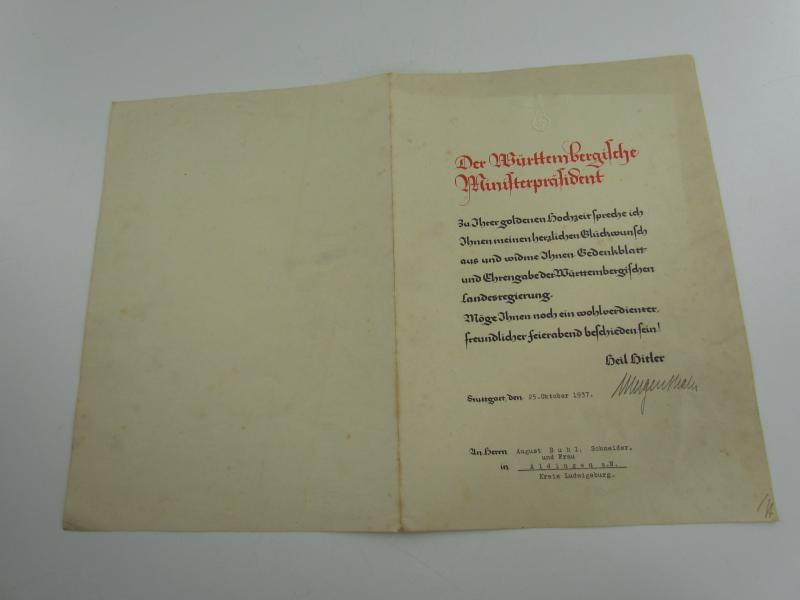 Der Württembergische
Ministerpräsident
Zu Ihrer goldenen Hochzeit spreche ich
Ihnen meinen herzlichen Glückwunsch
aus und widme Ihnen Gedenkblatt
und Ehrengabe der Württembergischen
Landesregierung.
Möge Ihnen noch ein wohlverdienter,
freundlicher Feierabend beschieden sein!
Heil Hitler
Mergenthaler
Stuttgart, den 25.Oktober 1937.
An Herrn August Buhl, Schneider,
und Frau
in Aldingen a.N.
Kreis Ludwigsburg.